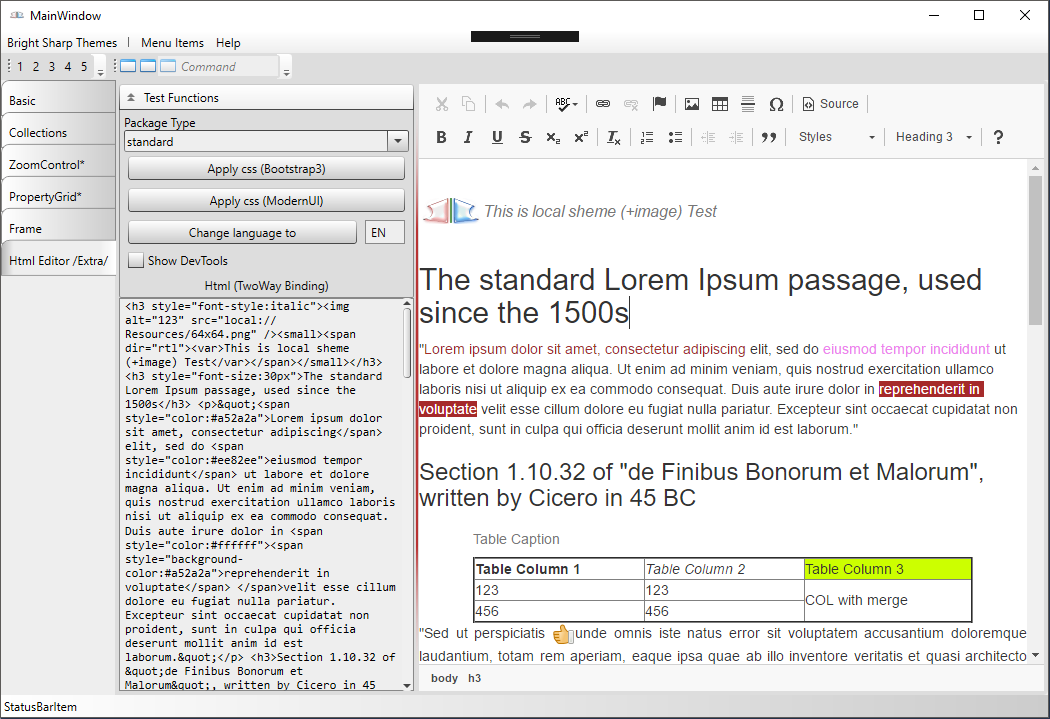 MainWindow
Bright Sharp Themes | Menu Items Help
1 2 3 4 5 Command
Basic
Collections
ZoomControl*
PropertyGrid*
Frame
Html Editor /Extra/
Test Functions
Package Type
standard
Apply css (Bootstrap3)
Apply css (ModernUI)
Change language to EN
Show DevTools
Html (TwoWay Binding)
<h3 style="font-style:italic"><img
alt="123" src="local://
Resources/64x64.png" /><small><span
dir="rtl"><var>This is local sheme
(+image) Test</var></span></small></h3>
<h3 style="font-size:30px">The standard
Lorem Ipsum passage, used since the
1500s</h3> <p>&quot;<span
style="color:#a52a2a">Lorem ipsum dolor
sit amet, consectetur adipiscing</span>
elit, sed do <span
style="color:#ee82ee">eiusmod tempor
incididunt</span> ut labore et dolore
magna aliqua. Ut enim ad minim veniam,
quis nostrud exercitation ullamco laboris
nisi ut aliquip ex ea commodo consequat.
Duis aute irure dolor in <span
style="color:#ffffff"><span
style="background-
color:#a52a2a">reprehenderit in
voluptate</span> </span>velit esse cillum
dolore eu fugiat nulla pariatur.
Excepteur sint occaecat cupidatat non
proident, sunt in culpa qui officia
deserunt mollit anim id est
laborum.&quot;</p> <h3>Section 1.10.32 of
&quot;de Finibus Bonorum et
Malorum&quot;, written by Cicero in 45
ABC Ω Source
B I U S x₂ x² Tx Styles Heading 3 ?
This is local sheme (+image) Test
The standard Lorem Ipsum passage, used
since the 1500s
"Lorem ipsum dolor sit amet, consectetur adipiscing elit, sed do eiusmod tempor incididunt ut
labore et dolore magna aliqua. Ut enim ad minim veniam, quis nostrud exercitation ullamco
laboris nisi ut aliquip ex ea commodo consequat. Duis aute irure dolor in reprehenderit in
voluptate velit esse cillum dolore eu fugiat nulla pariatur. Excepteur sint occaecat cupidatat non
proident, sunt in culpa qui officia deserunt mollit anim id est laborum."
Section 1.10.32 of "de Finibus Bonorum et Malorum",
written by Cicero in 45 BC
Table Caption
Table Column 1 Table Column 2 Table Column 3
123 123 COL with merge
456 456
"Sed ut perspiciatis unde omnis iste natus error sit voluptatem accusantium doloremque
laudantium, totam rem aperiam, eaque ipsa quae ab illo inventore veritatis et quasi architecto
body h3
StatusBarItem